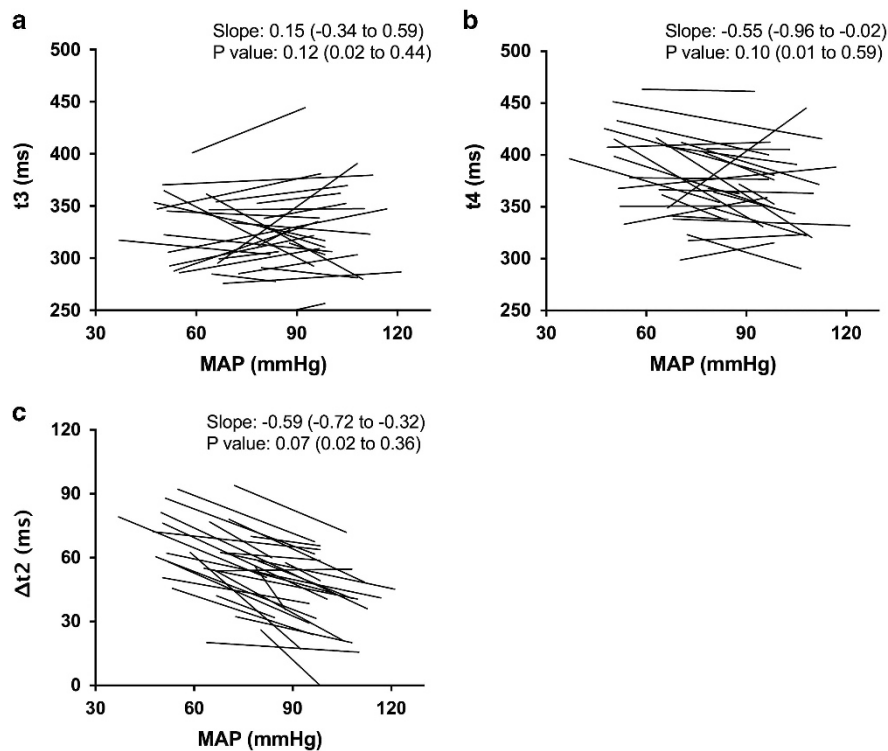 a
Slope: 0.15 (-0.34 to 0.59)
P value: 0.12 (0.02 to 0.44)
500
450
400
350
300
250
t3 (ms)
30
60
90
120
MAP (mmHg)
b
Slope: -0.55 (-0.96 to -0.02)
P value: 0.10 (0.01 to 0.59)
500
450
400
350
300
250
t4 (ms)
30
60
90
120
MAP (mmHg)
c
Slope: -0.59 (-0.72 to -0.32)
P value: 0.07 (0.02 to 0.36)
120
90
60
30
0
Δt2 (ms)
30
60
90
120
MAP (mmHg)